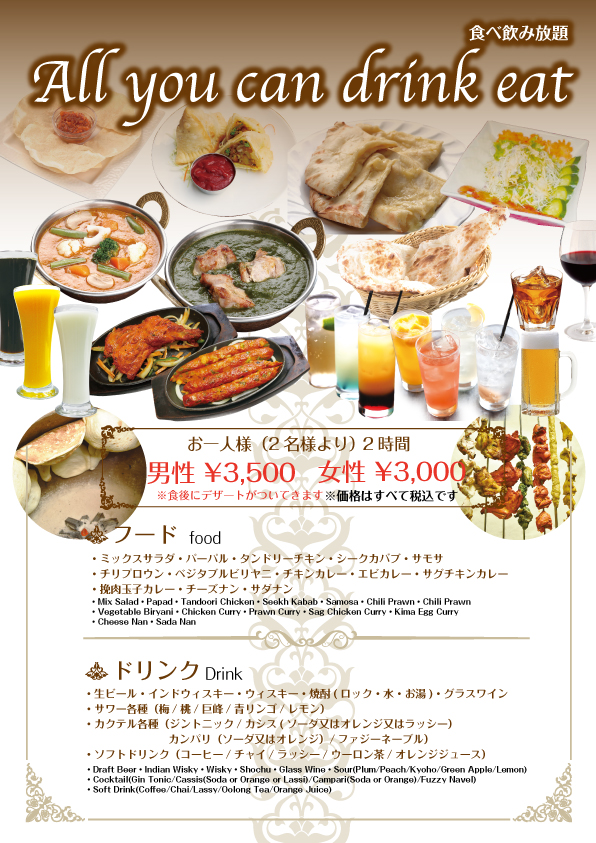 食べ飲み放題
All you can drink eat
お一人様（２名様より）２時間
男性 ¥3,500　女性 ¥3,000
※食後にデザートがついてきます※価格はすべて税込です
フード food
・ミックスサラダ・パーパル・タンドリーチキン・シークカバブ・サモサ
・チリプロウン・ベジタブルビリヤニ・チキンカレー・エビカレー・サグチキンカレー
・挽肉玉子カレー・チーズナン・サダナン
・Mix Salad・Papad・Tandoori Chicken・Seekh Kabab・Samosa・Chili Prawn・Chili Prawn
・Vegetable Biryani・Chicken Curry・Prawn Curry・Sag Chicken Curry・Kima Egg Curry
・Cheese Nan・Sada Nan
ドリンク Drink
・生ビール・インドウィスキー・ウィスキー・焼酎(ロック・水・お湯)・グラスワイン
・サワー各種（梅/桃/巨峰/青リンゴ/レモン）
・カクテル各種（ジントニック/カシス(ソーダ又はオレンジ又はラッシー）
カンパリ（ソーダ又はオレンジ）/ファジーネーブル）
・ソフトドリンク（コーヒー/チャイ/ラッシー/ウーロン茶/オレンジジュース）
・Draft Beer・Indian Wisky・Wisky・Shochu・Glass Wine・Sour(Plum/Peach/Kyoho/Green Apple/Lemon)
・Cocktail(Gin Tonic/Cassis(Soda or Orange or Lassi)/Campari(Soda or Orange)/Fuzzy Navel)
・Soft Drink(Coffee/Chai/Lassy/Oolong Tea/Orange Juice)